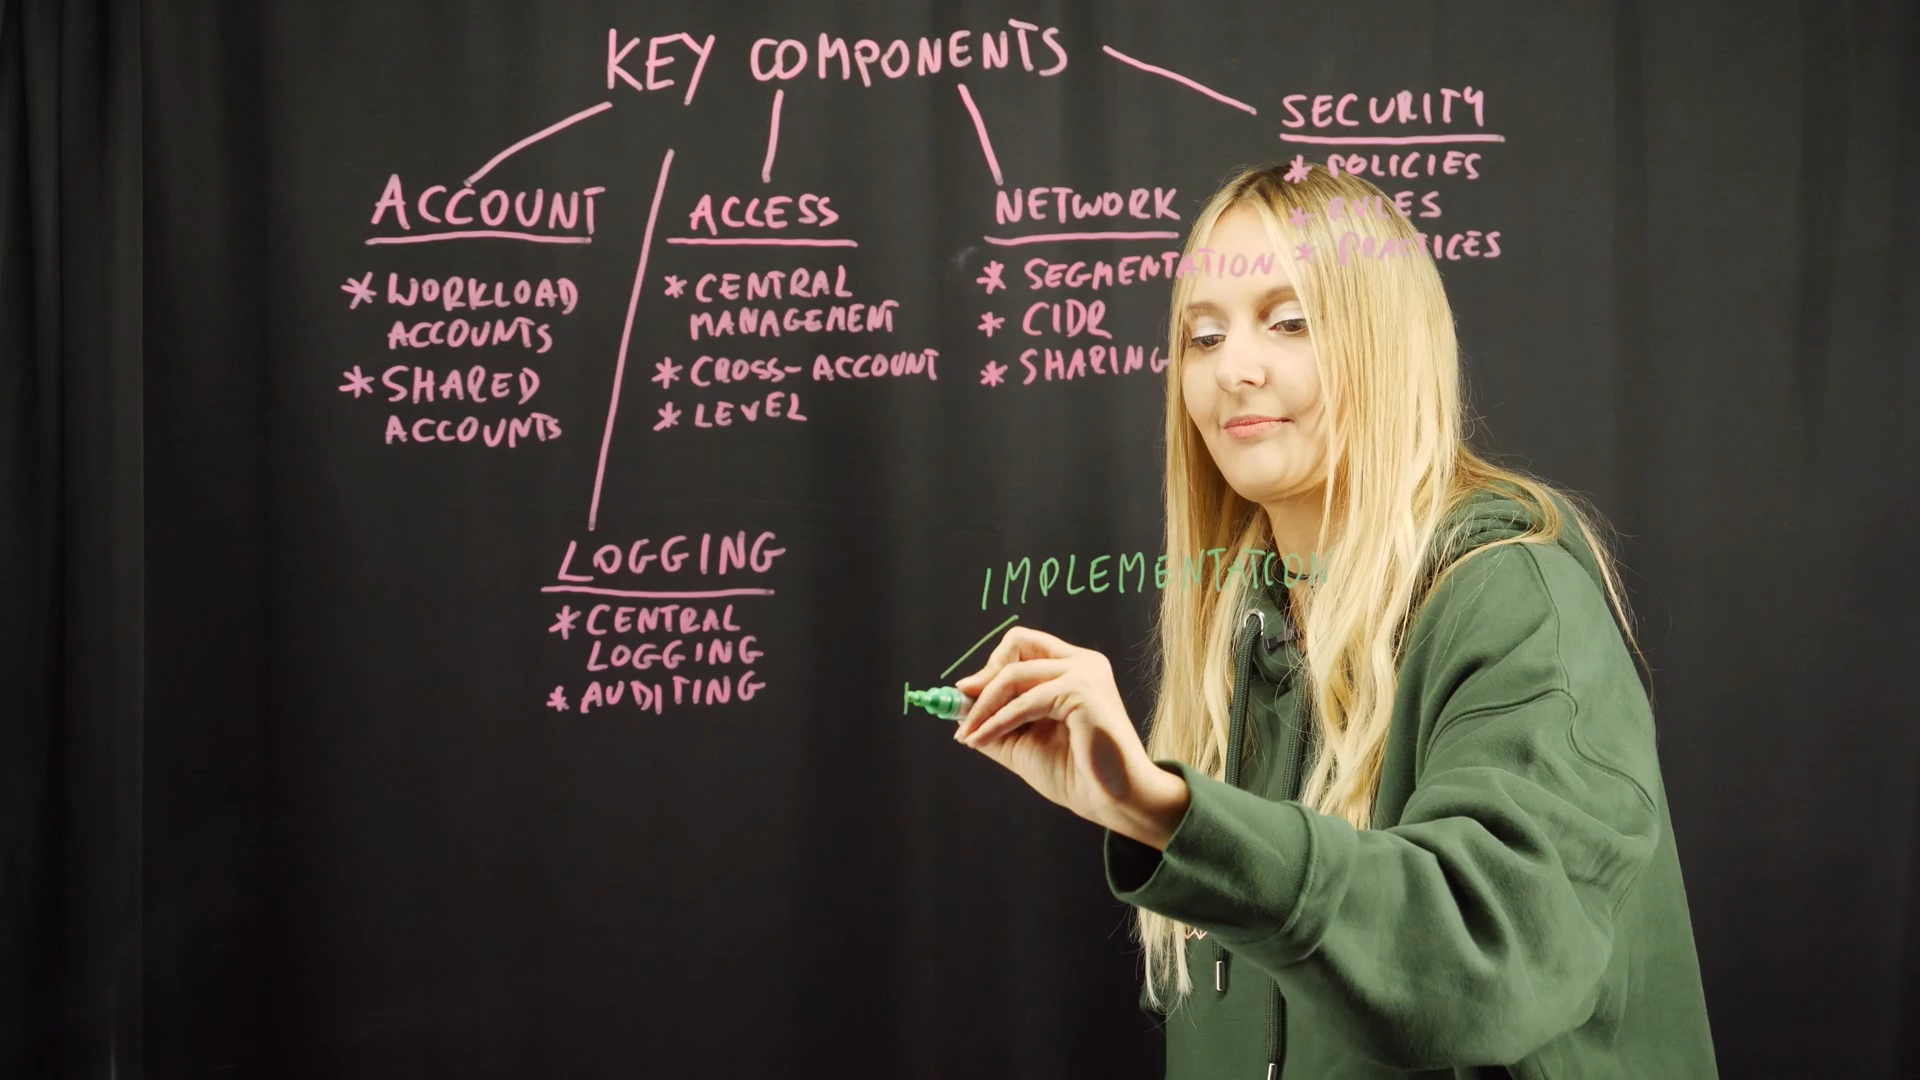 KEY COMPONENTS
ACCOUNT
* WORKLOAD
ACCOUNTS
* SHARED
ACCOUNTS
ACCESS
* CENTRAL
MANAGEMENT
* CROSS-ACCOUNT
* LEVEL
NETWORK
* SEGMENTATION
* CIDR
* SHARING
SECURITY
* POLICIES
* RULES
* PRACTICES
LOGGING
* CENTRAL
LOGGING
* AUDITING
IMPLEMENTATION